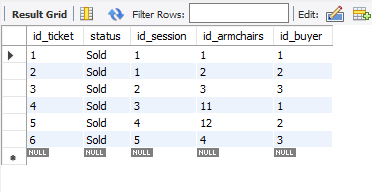 Result Grid Filter Rows: Edit:
id_ticket status id_session id_armchairs id_buyer
1 Sold 1 1 1
2 Sold 1 2 2
3 Sold 2 3 3
4 Sold 3 11 1
5 Sold 4 12 2
6 Sold 5 4 3
NULL NULL NULL NULL NULL